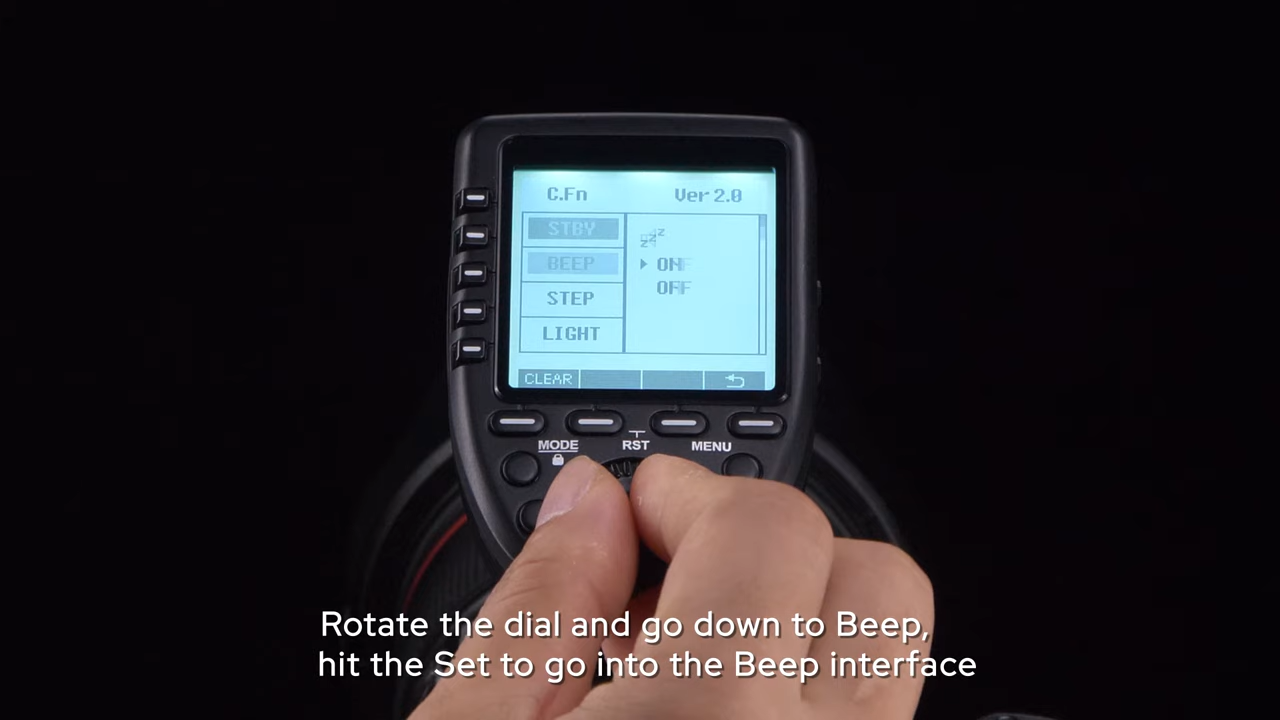 C.Fn Ver 2.0
STBY
zzz
BEEP
ON
STEP
OFF
LIGHT
CLEAR
MODE RST MENU
Rotate the dial and go down to Beep,
hit the Set to go into the Beep interface